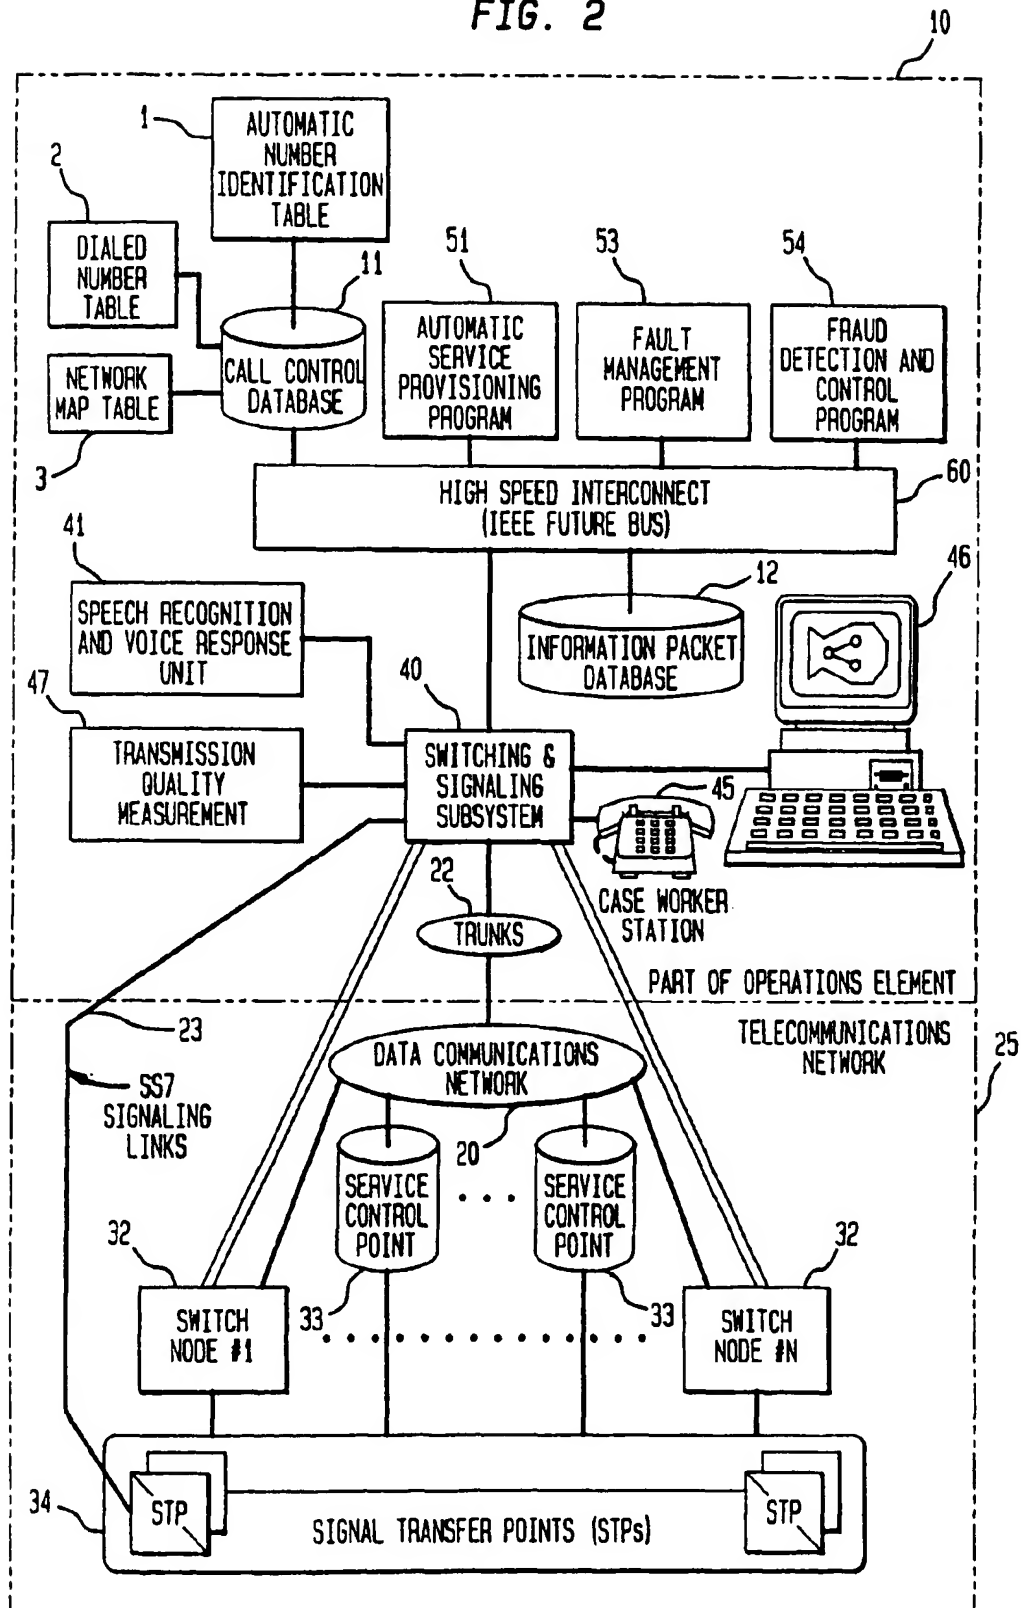 FIG. 2
10
1
AUTOMATIC
NUMBER
IDENTIFICATION
TABLE
2
DIALED
NUMBER
TABLE
11
CALL CONTROL
DATABASE
NETWORK
MAP TABLE
3
51
AUTOMATIC
SERVICE
PROVISIONING
PROGRAM
53
FAULT
MANAGEMENT
PROGRAM
54
FRAUD
DETECTION AND
CONTROL
PROGRAM
60
HIGH SPEED INTERCONNECT
(IEEE FUTURE BUS)
41
SPEECH RECOGNITION
AND VOICE RESPONSE
UNIT
12
INFORMATION PACKET
DATABASE
46
47
TRANSMISSION
QUALITY
MEASUREMENT
40
SWITCHING &
SIGNALING
SUBSYSTEM
45
CASE WORKER
STATION
22
TRUNKS
PART OF OPERATIONS ELEMENT
23
TELECOMMUNICATIONS
NETWORK
25
SS7
SIGNALING
LINKS
DATA COMMUNICATIONS
NETWORK
20
SERVICE
CONTROL
POINT
33
. . .
SERVICE
CONTROL
POINT
33
32
SWITCH
NODE #1
32
SWITCH
NODE #N
34
STP
SIGNAL TRANSFER POINTS (STPs)
STP